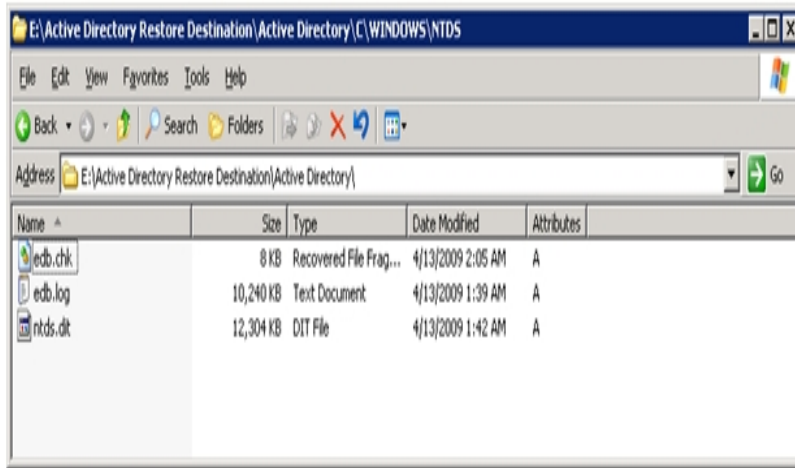 E:\Active Directory Restore Destination\Active Directory\C\WINDOWS\NTDS
File Edit View Favorites Tools Help
Back Search Folders
Address E:\Active Directory Restore Destination\Active Directory\ Go
Name Size Type Date Modified Attributes
edb.chk 8 KB Recovered File Frag... 4/13/2009 2:05 AM A
edb.log 10,240 KB Text Document 4/13/2009 1:39 AM A
ntds.dit 12,304 KB DIT File 4/13/2009 1:42 AM A